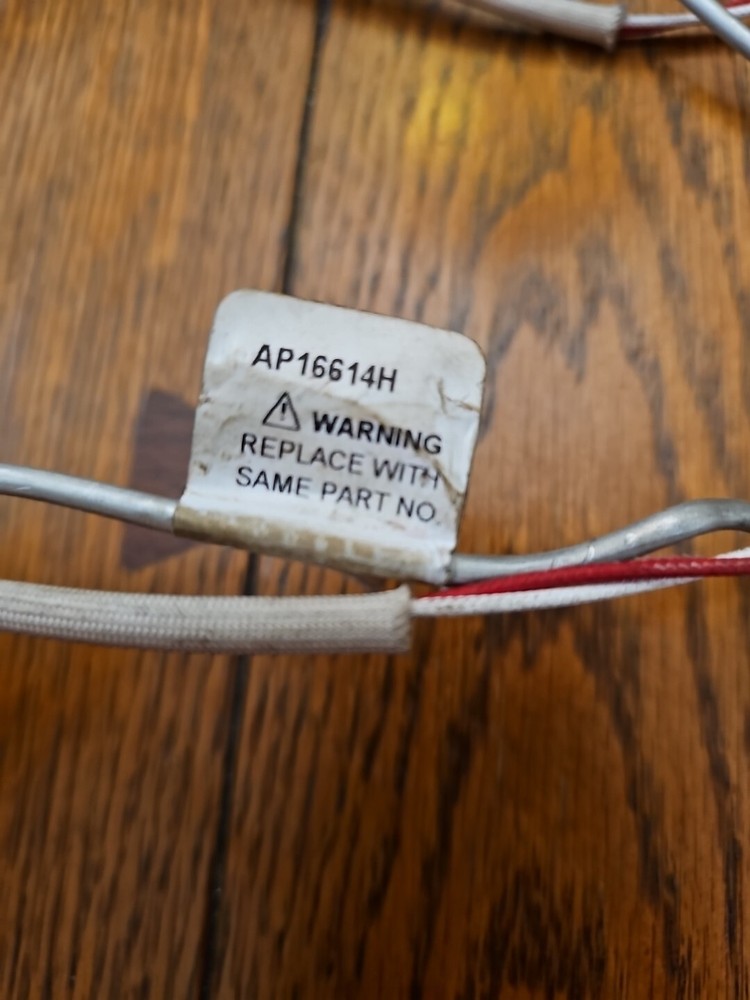 AP16614H
WARNING
REPLACE WITH
SAME PART NO.